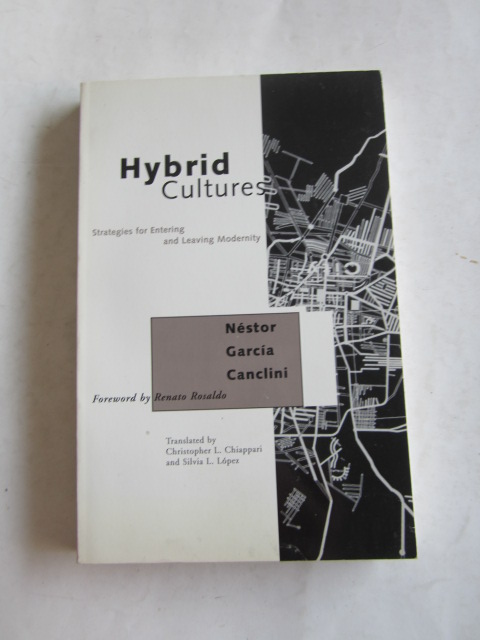 Hybrid
Cultures
Strategies for Entering
and Leaving Modernity
Néstor
García
Canclini
Foreword by Renato Rosaldo
Translated by
Christopher L. Chiappari
and Silvia L. López